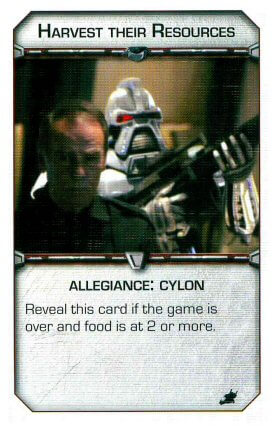 HARVEST THEIR RESOURCES
ALLEGIANCE: CYLON
Reveal this card if the game is
over and food is at 2 or more.